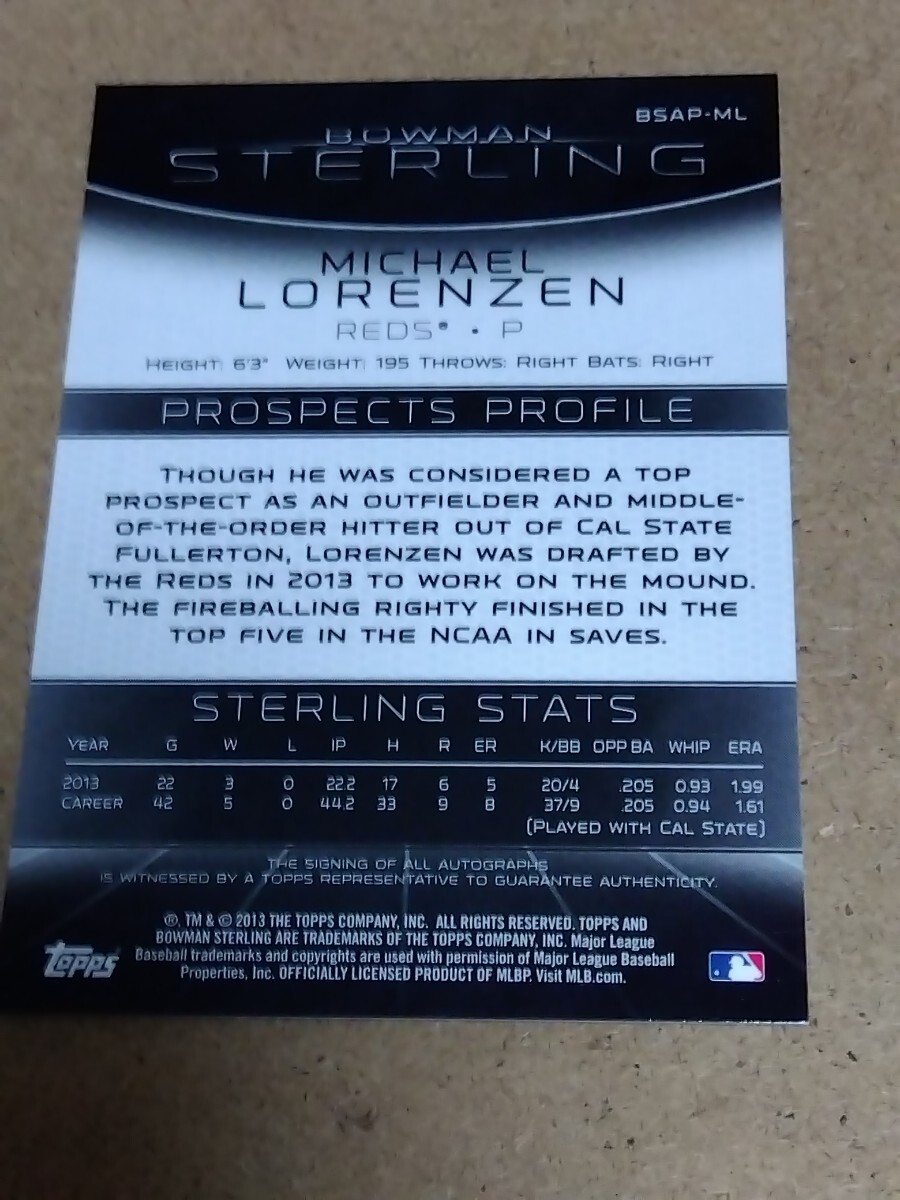 BSAP-ML
BOWMAN
STERLING
MICHAEL
LORENZEN
REDS® • P
HEIGHT: 6'3" WEIGHT: 195 THROWS: RIGHT BATS: RIGHT
PROSPECTS PROFILE
THOUGH HE WAS CONSIDERED A TOP
PROSPECT AS AN OUTFIELDER AND MIDDLE-
OF-THE-ORDER HITTER OUT OF CAL STATE
FULLERTON, LORENZEN WAS DRAFTED BY
THE REDS IN 2013 TO WORK ON THE MOUND.
THE FIREBALLING RIGHTY FINISHED IN THE
TOP FIVE IN THE NCAA IN SAVES.
STERLING STATS
YEAR G W L IP H R ER K/BB OPP BA WHIP ERA
2013 22 3 0 22.2 17 6 5 20/4 .205 0.93 1.99
CAREER 42 5 0 44.2 33 9 8 37/9 .205 0.94 1.61
(PLAYED WITH CAL STATE)
THE SIGNING OF ALL AUTOGRAPHS
IS WITNESSED BY A TOPPS REPRESENTATIVE TO GUARANTEE AUTHENTICITY.
®, TM & © 2013 THE TOPPS COMPANY, INC. ALL RIGHTS RESERVED. TOPPS AND
BOWMAN STERLING ARE TRADEMARKS OF THE TOPPS COMPANY, INC. Major League
Baseball trademarks and copyrights are used with permission of Major League Baseball
Properties, Inc. OFFICIALLY LICENSED PRODUCT OF MLBP. Visit MLB.com.
Topps